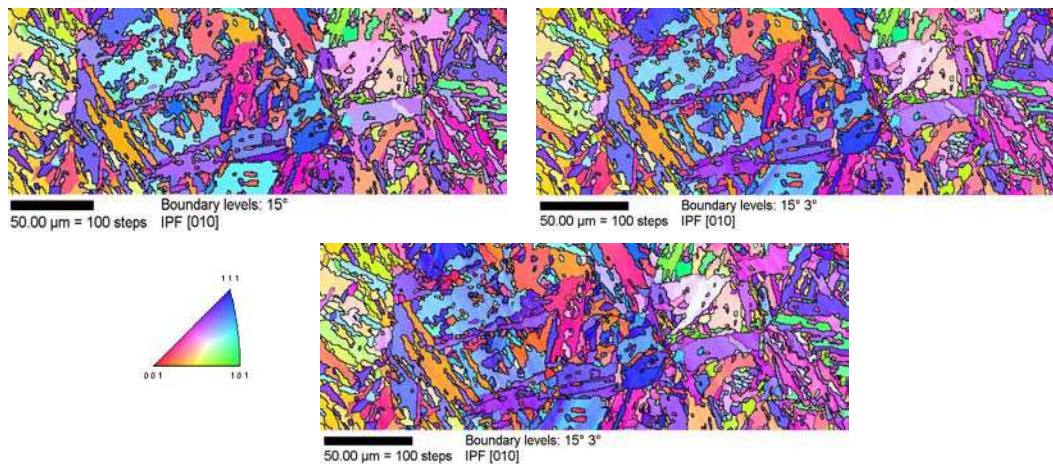 Boundary levels: 15°
50.00 µm = 100 steps IPF [010]
Boundary levels: 15° 3°
50.00 µm = 100 steps IPF [010]
1 1 1
0 0 1
1 0 1
Boundary levels: 15° 3°
50.00 µm = 100 steps IPF [010]